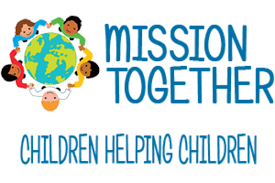 MISSION
TOGETHER
CHILDREN HELPING CHILDREN